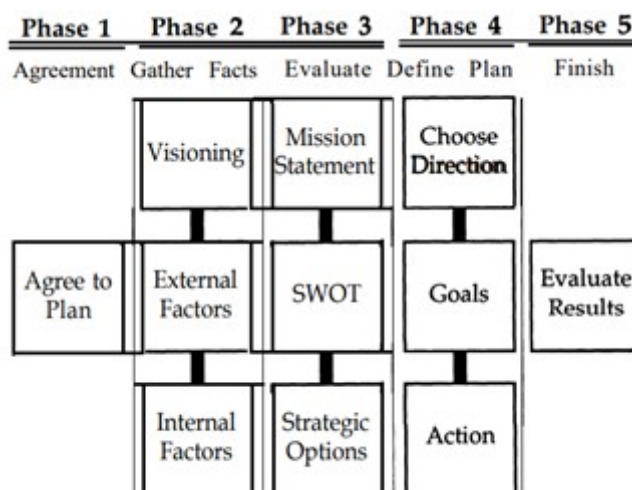 Phase 1 Phase 2 Phase 3 Phase 4 Phase 5
Agreement Gather Facts Evaluate Define Plan Finish
Visioning
Mission
Statement
Choose
Direction
Agree to
Plan
External
Factors
SWOT
Goals
Evaluate
Results
Internal
Factors
Strategic
Options
Action